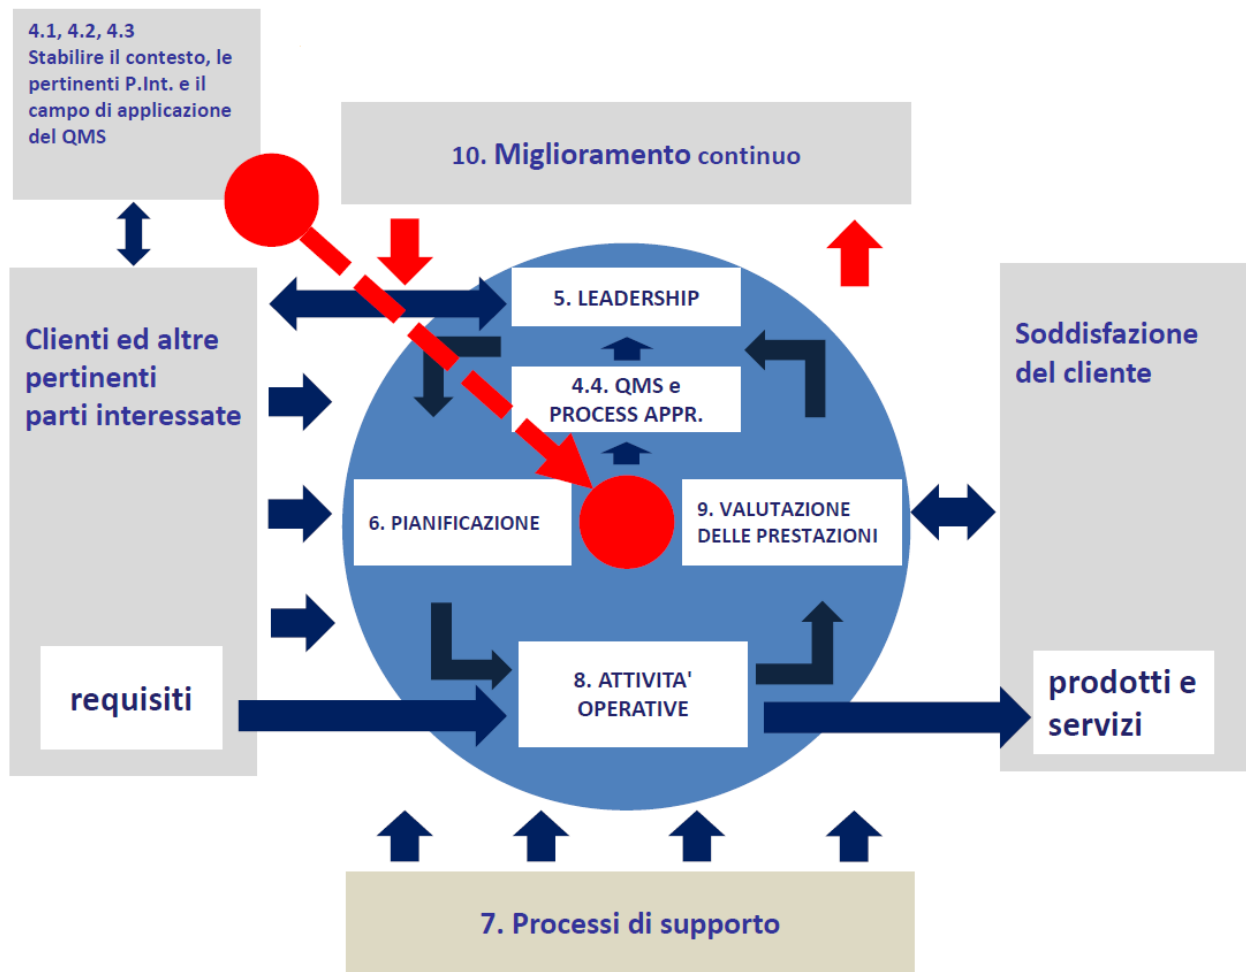 4.1, 4.2, 4.3
Stabilire il contesto, le
pertinenti P.Int. e il
campo di applicazione
del QMS
10. Miglioramento continuo
5. LEADERSHIP
Clienti ed altre
pertinenti
parti interessate
Soddisfazione
del cliente
4.4. QMS e
PROCESS APPR.
6. PIANIFICAZIONE
9. VALUTAZIONE
DELLE PRESTAZIONI
requisiti
8. ATTIVITA'
OPERATIVE
prodotti e
servizi
7. Processi di supporto